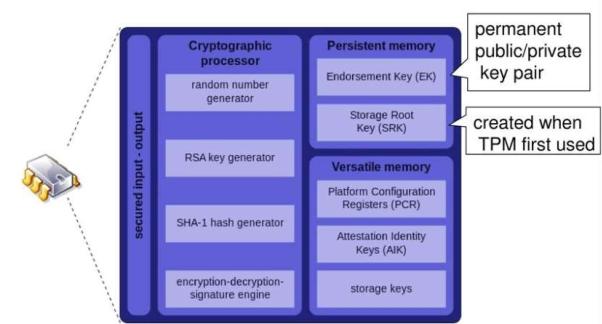 secured input - output
Cryptographic
processor
random number
generator
RSA key generator
SHA-1 hash generator
encryption-decryption-
signature engine
Persistent memory
Endorsement Key (EK)
Storage Root
Key (SRK)
Versatile memory
Platform Configuration
Registers (PCR)
Attestation Identity
Keys (AIK)
storage keys
permanent
public/private
key pair
created when
TPM first used